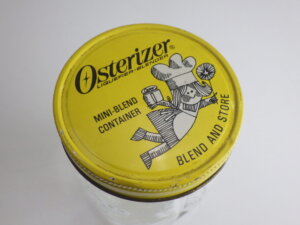 Osterizer®
LIQUEFIER-BLENDER
MINI-BLEND
CONTAINER
BLEND AND STORE